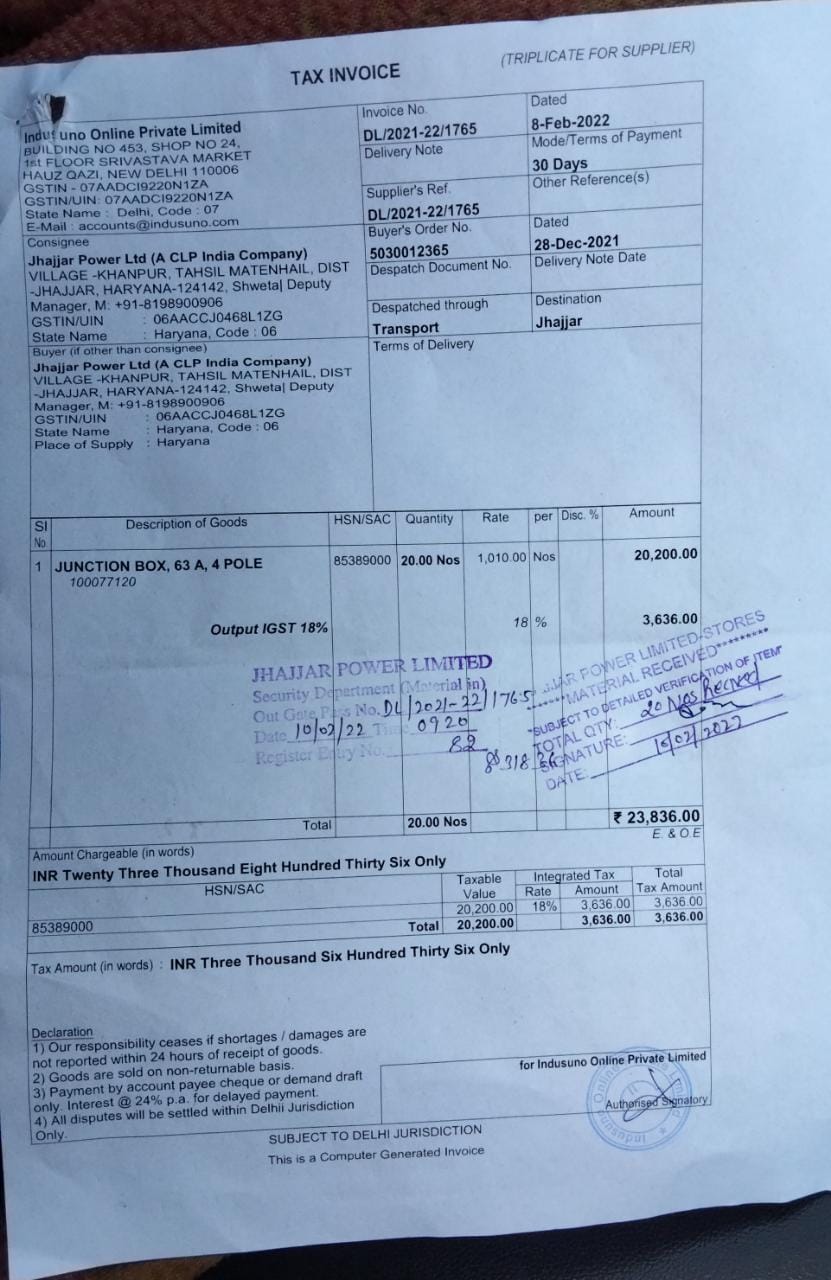 TAX INVOICE
(TRIPLICATE FOR SUPPLIER)
Indus uno Online Private Limited
BUILDING NO 453, SHOP NO 24,
1st FLOOR SRIVASTAVA MARKET
HAUZ QAZI, NEW DELHI 110006
GSTIN - 07AADCI9220N1ZA
GSTIN/UIN: 07AADCI9220N1ZA
State Name : Delhi, Code : 07
E-Mail : accounts@indusuno.com
Invoice No.
DL/2021-22/1765
Dated
8-Feb-2022
Delivery Note
Mode/Terms of Payment
30 Days
Supplier's Ref.
DL/2021-22/1765
Other Reference(s)
Consignee
Jhajjar Power Ltd (A CLP India Company)
VILLAGE -KHANPUR, TAHSIL MATENHAIL, DIST
-JHAJJAR, HARYANA-124142, Shweta| Deputy
Manager, M: +91-8198900906
GSTIN/UIN : 06AACCJ0468L1ZG
State Name : Haryana, Code : 06
Buyer's Order No.
5030012365
Dated
28-Dec-2021
Despatch Document No.
Delivery Note Date
Despatched through
Transport
Destination
Jhajjar
Buyer (if other than consignee)
Jhajjar Power Ltd (A CLP India Company)
VILLAGE -KHANPUR, TAHSIL MATENHAIL, DIST
-JHAJJAR, HARYANA-124142, Shweta| Deputy
Manager, M: +91-8198900906
GSTIN/UIN : 06AACCJ0468L1ZG
State Name : Haryana, Code : 06
Place of Supply : Haryana
Terms of Delivery
Sl No. Description of Goods HSN/SAC Quantity Rate per Disc. % Amount
1 JUNCTION BOX, 63 A, 4 POLE 85389000 20.00 Nos 1,010.00 Nos 20,200.00
100077120
Output IGST 18% 18 % 3,636.00
JHAJJAR POWER LIMITED
Security Department (Material in)
Out Gate Pass No. DL/2021-22/1765
Date 10/02/22 Time 0920
Register Entry No. 82
JJAR POWER LIMITED-STORES
******MATERIAL RECEIVED*********
*SUBJECT TO DETAILED VERIFICATION OF ITEM
TOTAL QTY: 20 Nos Recived
SIGNATURE:
DATE: 10/02/2022
Total 20.00 Nos ₹ 23,836.00
E. & O.E
Amount Chargeable (in words)
INR Twenty Three Thousand Eight Hundred Thirty Six Only
HSN/SAC Taxable Value Integrated Tax Rate Amount Total Tax Amount
85389000 20,200.00 18% 3,636.00 3,636.00
Total 20,200.00 3,636.00 3,636.00
Tax Amount (in words) : INR Three Thousand Six Hundred Thirty Six Only
Declaration
1) Our responsibility ceases if shortages / damages are
not reported within 24 hours of receipt of goods.
2) Goods are sold on non-returnable basis.
3) Payment by account payee cheque or demand draft
only. Interest @ 24% p.a. for delayed payment.
4) All disputes will be settled within Delhii Jurisdiction
Only.
for Indusuno Online Private Limited
Authorised Signatory
SUBJECT TO DELHI JURISDICTION
This is a Computer Generated Invoice